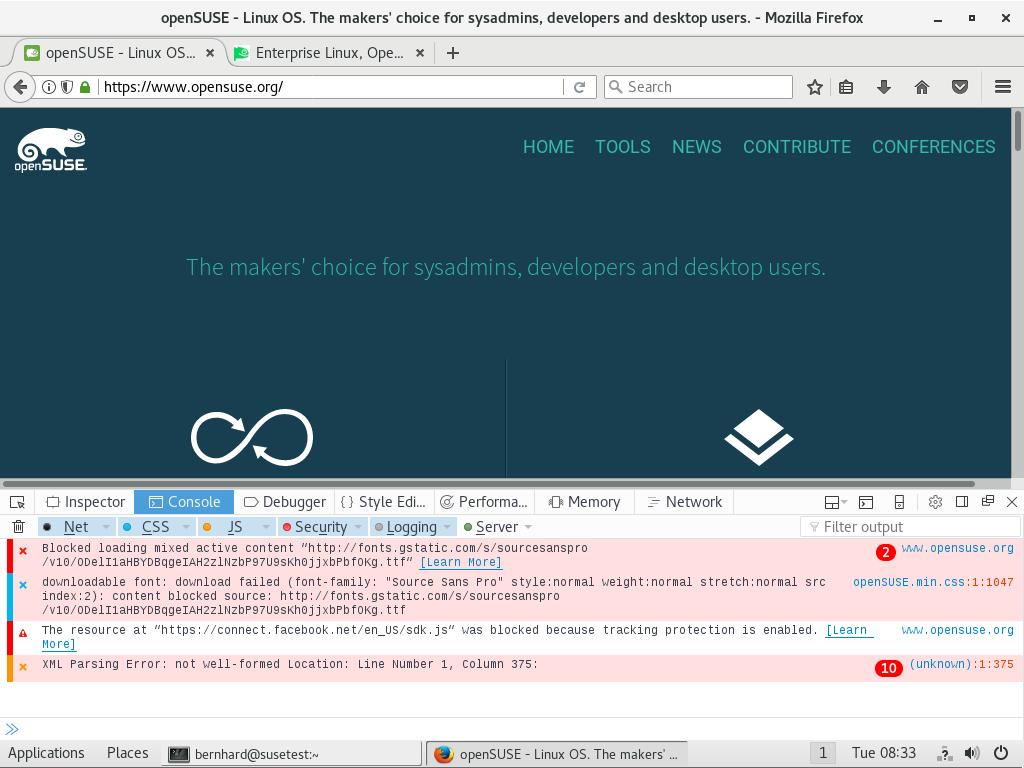 openSUSE - Linux OS. The makers' choice for sysadmins, developers and desktop users. - Mozilla Firefox
openSUSE - Linux OS...
Enterprise Linux, Ope...
https://www.opensuse.org/
Search
openSUSE.
HOME TOOLS NEWS CONTRIBUTE CONFERENCES
The makers' choice for sysadmins, developers and desktop users.
Inspector Console Debugger { } Style Edi... Performa... Memory Network
Net CSS JS Security Logging Server Filter output
Blocked loading mixed active content “http://fonts.gstatic.com/s/sourcesanspro 2 www.opensuse.org
/v10/ODelI1aHBYDBqgeIAH2zlNzbP97U9sKh0jjxbPbfOKg.ttf“ [Learn More]
downloadable font: download failed (font-family: "Source Sans Pro" style:normal weight:normal stretch:normal src openSUSE.min.css:1:1047
index:2): content blocked source: http://fonts.gstatic.com/s/sourcesanspro
/v10/ODelI1aHBYDBqgeIAH2zlNzbP97U9sKh0jjxbPbfOKg.ttf
The resource at “https://connect.facebook.net/en_US/sdk.js“ was blocked because tracking protection is enabled. [Learn www.opensuse.org
More]
XML Parsing Error: not well-formed Location: Line Number 1, Column 375: 10 (unknown):1:375
Applications Places bernhard@susetest:~ openSUSE - Linux OS. The makers' ... 1 Tue 08:33